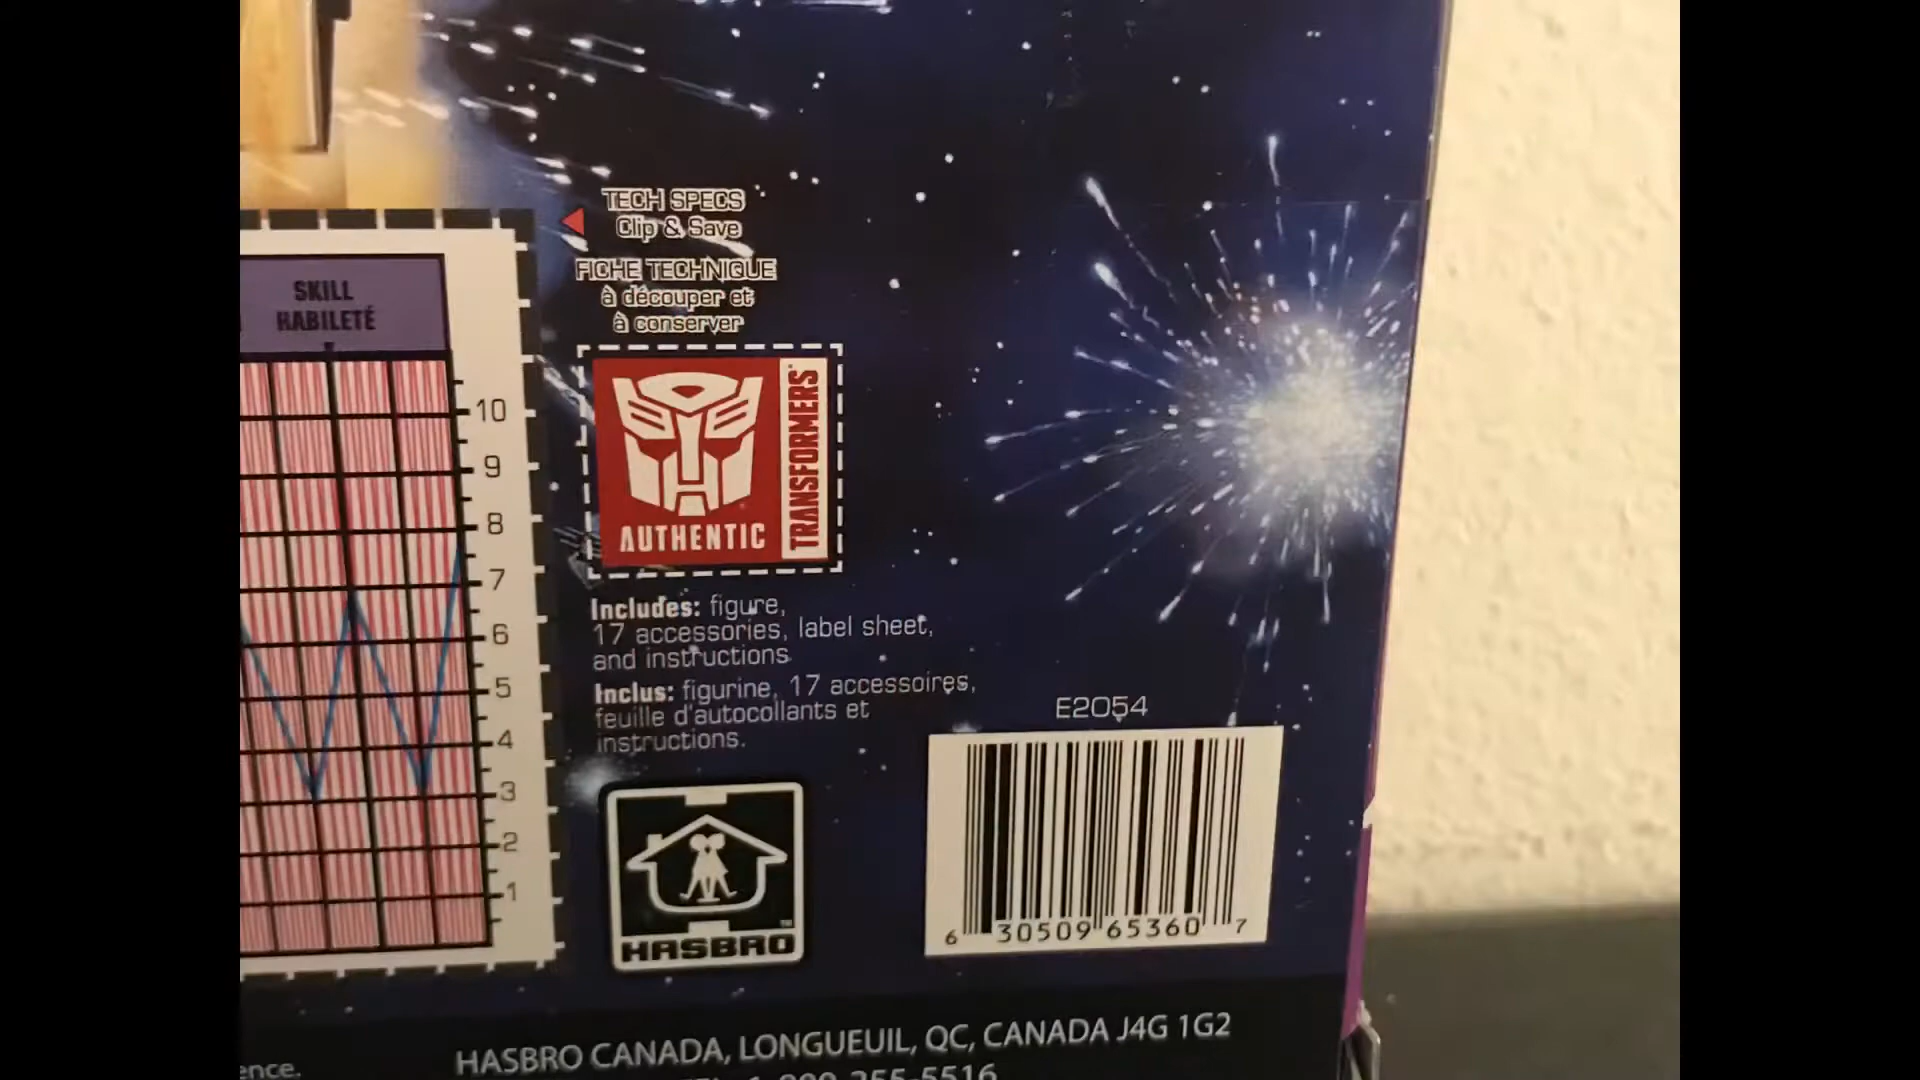 TECH SPECS
Clip & Save
FICHE TECHNIQUE
à découper et
à conserver
SKILL
HABILETÉ
10
9
8
7
6
5
4
3
2
1
AUTHENTIC
TRANSFORMERS
Includes: figure,
17 accessories, label sheet,
and instructions
Inclus: figurine, 17 accessoires,
feuille d'autocollants et
instructions.
E2054
6 30509 65360 7
HASBRO
HASBRO CANADA, LONGUEUIL, QC, CANADA J4G 1G2